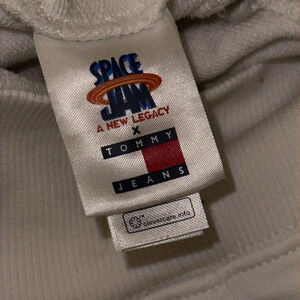 SPACE
JAM
A NEW LEGACY
X
TOMMY
JEANS
clevercare.info